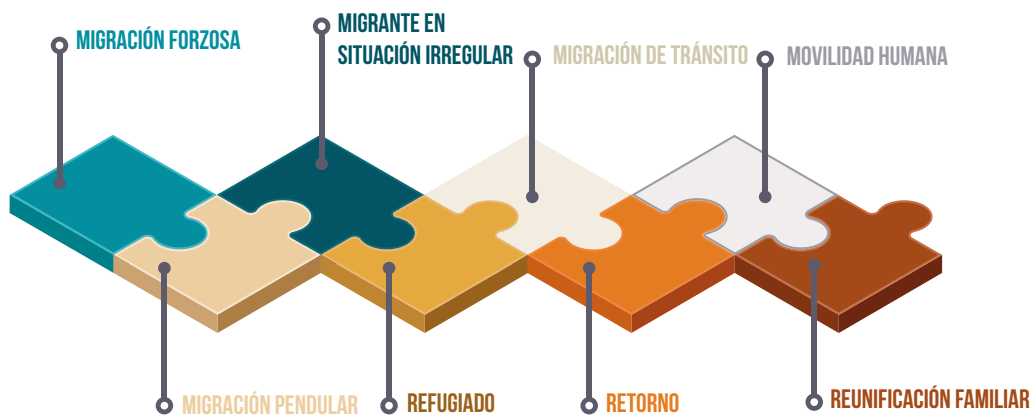 MIGRACIÓN FORZOSA
MIGRANTE EN
SITUACIÓN IRREGULAR
MIGRACIÓN DE TRÁNSITO
MOVILIDAD HUMANA
MIGRACIÓN PENDULAR
REFUGIADO
RETORNO
REUNIFICACIÓN FAMILIAR